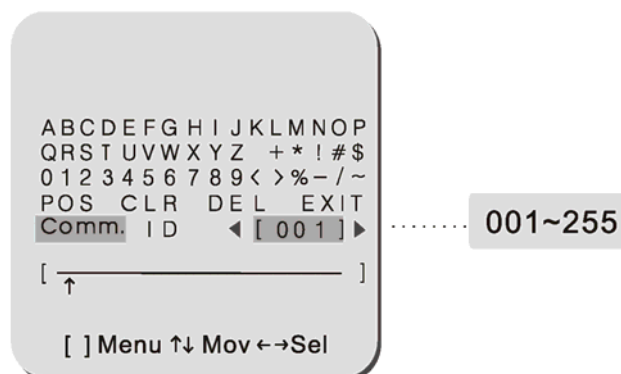 ABCDEFGHIJKLMNOP
QRSTUVWXYZ +*!#$
0123456789<>%-/~
POS CLR DEL EXIT
Comm. ID ◀[001]▶
001~255
[ ]
↑
[ ]Menu ↑↓ Mov ←→Sel